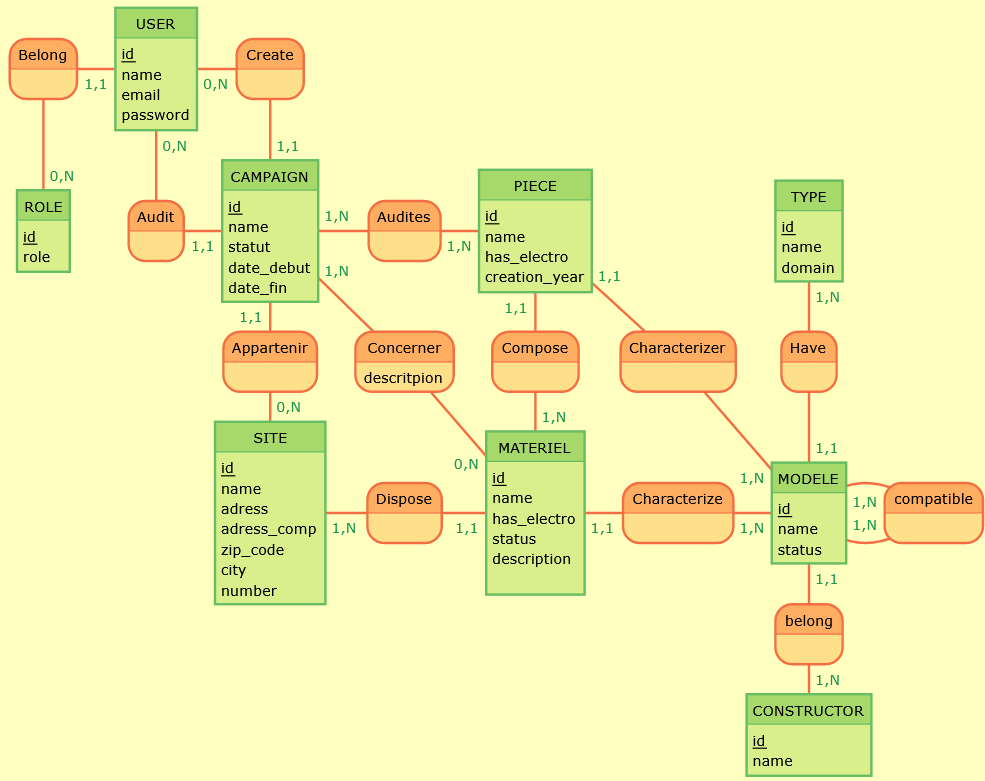 USER
id
name
email
password
Belong
1,1
0,N
Create
0,N
0,N
1,1
ROLE
id
role
Audit
1,1
CAMPAIGN
id
name
statut
date_debut
date_fin
1,N
Audites
1,N
PIECE
id
name
has_electro
creation_year
TYPE
id
name
domain
1,N
1,1
1,1
1,1
1,N
Appartenir
Concerner
descritpion
Compose
Characterizer
Have
0,N
1,N
1,1
SITE
id
name
adress
adress_comp
zip_code
city
number
0,N
1,N
Dispose
1,1
MATERIEL
id
name
has_electro
status
description
1,1
Characterize
1,N
1,N
MODELE
id
name
status
1,N
1,N
compatible
1,1
belong
1,N
CONSTRUCTOR
id
name